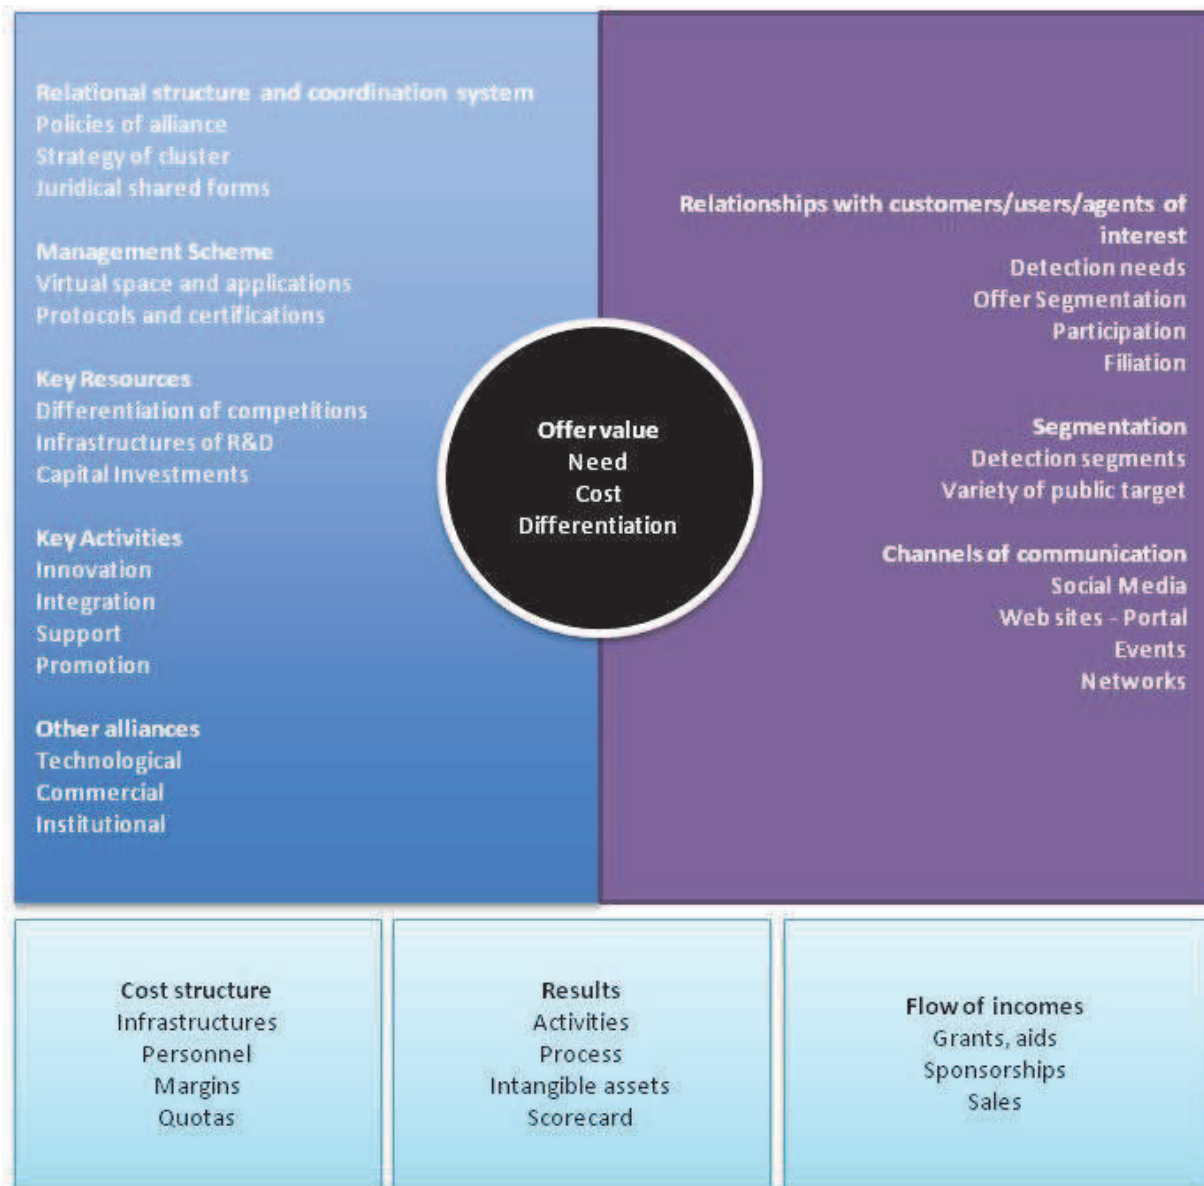 Relational structure and coordination system
Policies of alliance
Strategy of cluster
Juridical shared forms
Management Scheme
Virtual space and applications
Protocols and certifications
Key Resources
Differentiation of competitions
Infrastructures of R&D
Capital Investments
Key Activities
Innovation
Integration
Support
Promotion
Other alliances
Technological
Commercial
Institutional
Offer value
Need
Cost
Differentiation
Relationships with customers/users/agents of
interest
Detection needs
Offer Segmentation
Participation
Filiation
Segmentation
Detection segments
Variety of public target
Channels of communication
Social Media
Web sites - Portal
Events
Networks
Cost structure
Infrastructures
Personnel
Margins
Quotas
Results
Activities
Process
Intangible assets
Scorecard
Flow of incomes
Grants, aids
Sponsorships
Sales